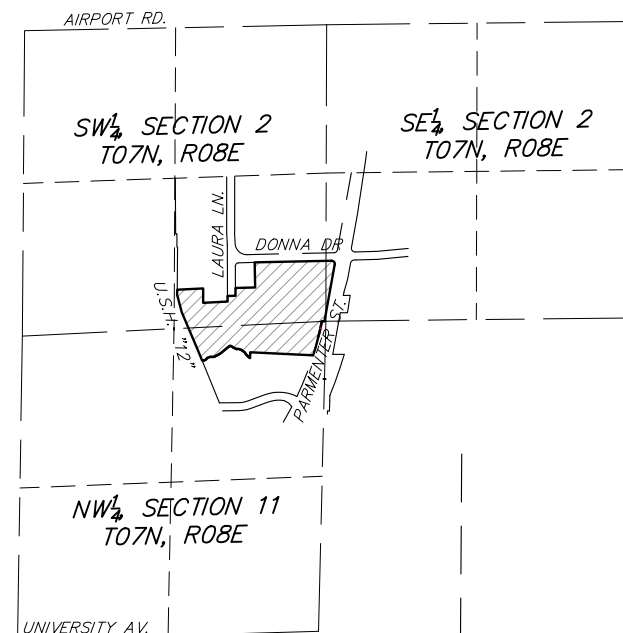 AIRPORT RD.
SW¼, SECTION 2
T07N, R08E
SE¼, SECTION 2
T07N, R08E
LAURA LN.
DONNA DR
U.S.H. "12"
PARMENTER ST.
NW¼, SECTION 11
T07N, R08E
UNIVERSITY AV.